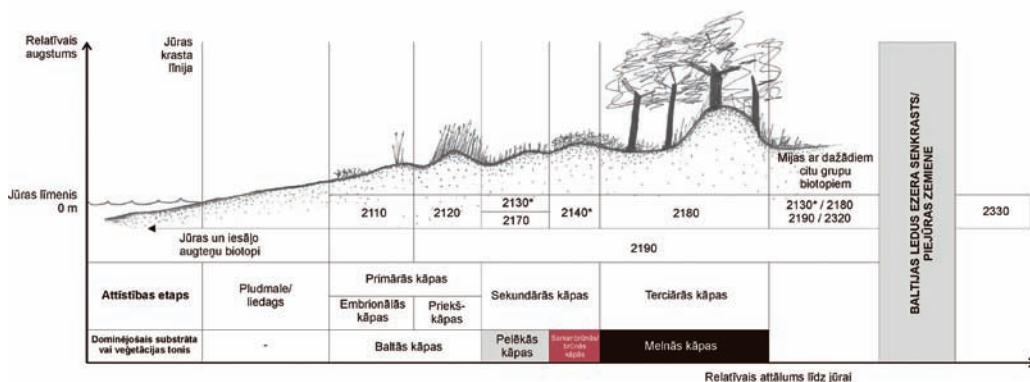 Relatīvais
augstums
Jūras
krasta
līnija
Mijas ar dažādiem
citu grupu
biotopiem
Jūras līmenis
0 m
2110
2120
2130*
2170
2140*
2180
2130* / 2180
2190 / 2320
2330
Jūras un iesāļo
augteņu biotopi
2190
BALTIJAS LEDUS EZERA SENKRASTS/
PIEJŪRAS ZEMIENE
Attīstības etaps
Pludmale/
liedags
Primārās kāpas
Embrionālās
kāpas
Priekš-
kāpas
Sekundārās kāpas
Terciārās kāpas
Dominējošais substrāta
vai veģetācijas tonis
-
Baltās kāpas
Pelēkās
kāpas
Sarkanbrūnās/
brūnās
kāpas
Melnās kāpas
Relatīvais attālums līdz jūrai